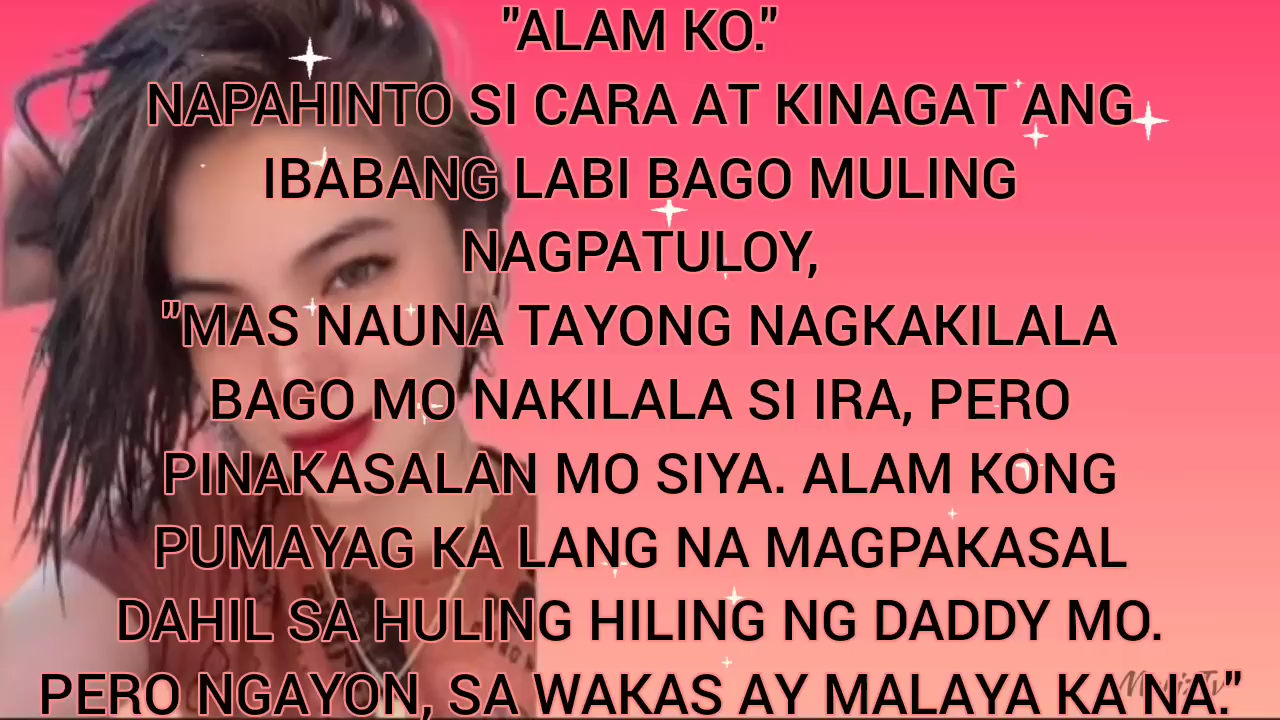 "ALAM KO."
NAPAHINTO SI CARA AT KINAGAT ANG
IBABANG LABI BAGO MULING
NAGPATULOY,
"MAS NAUNA TAYONG NAGKAKILALA
BAGO MO NAKILALA SI IRA, PERO
PINAKASALAN MO SIYA. ALAM KONG
PUMAYAG KA LANG NA MAGPAKASAL
DAHIL SA HULING HILING NG DADDY MO.
PERO NGAYON, SA WAKAS AY MALAYA KA NA."